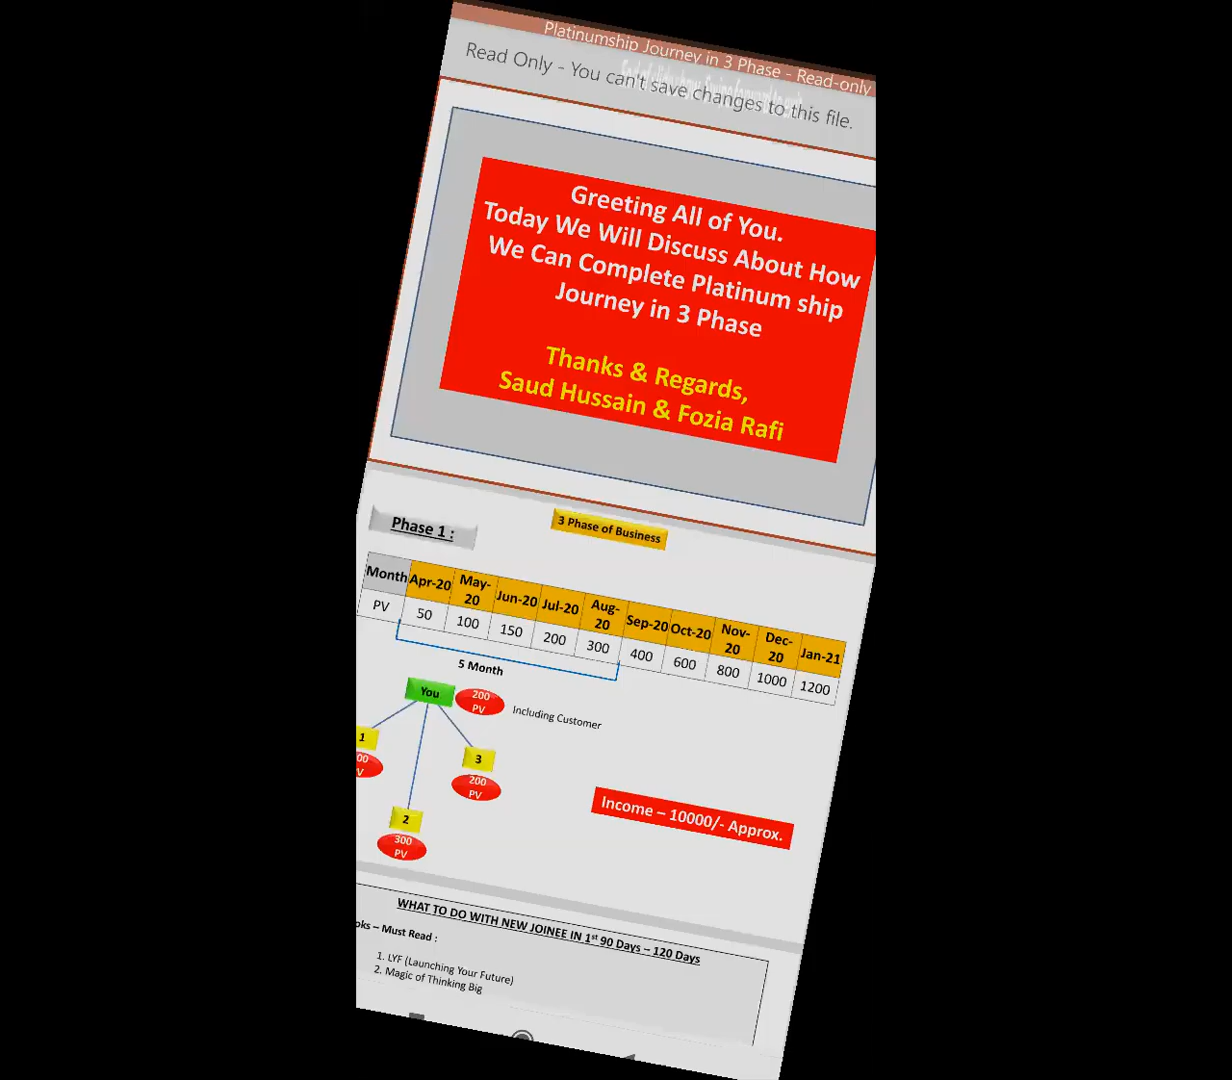 Platinumship Journey in 3 Phase - Read-only
Read Only - You can't save changes to this file.
Greeting All of You.
Today We Will Discuss About How
We Can Complete Platinum ship
Journey in 3 Phase
Thanks & Regards,
Saud Hussain & Fozia Rafi
Phase 1 :
3 Phase of Business
Month Apr-20 May-20 Jun-20 Jul-20 Aug-20 Sep-20 Oct-20 Nov-20 Dec-20 Jan-21
PV 50 100 150 200 300 400 600 800 1000 1200
5 Month
You
200 PV
Including Customer
1
3
200 PV
2
300 PV
Income – 10000/- Approx.
WHAT TO DO WITH NEW JOINEE IN 1st 90 Days – 120 Days
– Must Read :
1. LYF (Launching Your Future)
2. Magic of Thinking Big